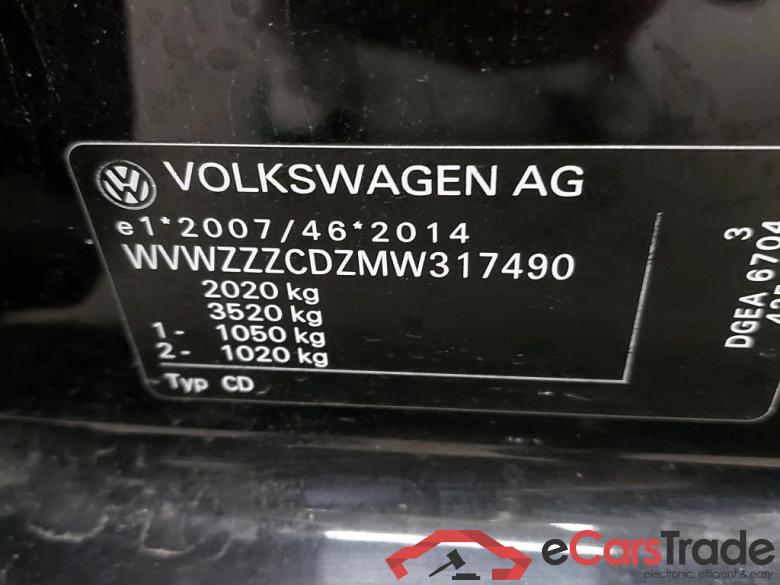 VOLKSWAGEN AG
e1*2007/46*2014
WVWZZZCDZMW317490
2020 kg
3520 kg
1- 1050 kg
2- 1020 kg
Typ CD
3
DGEA 6704
eCarsTrade
electronic, efficient & easy